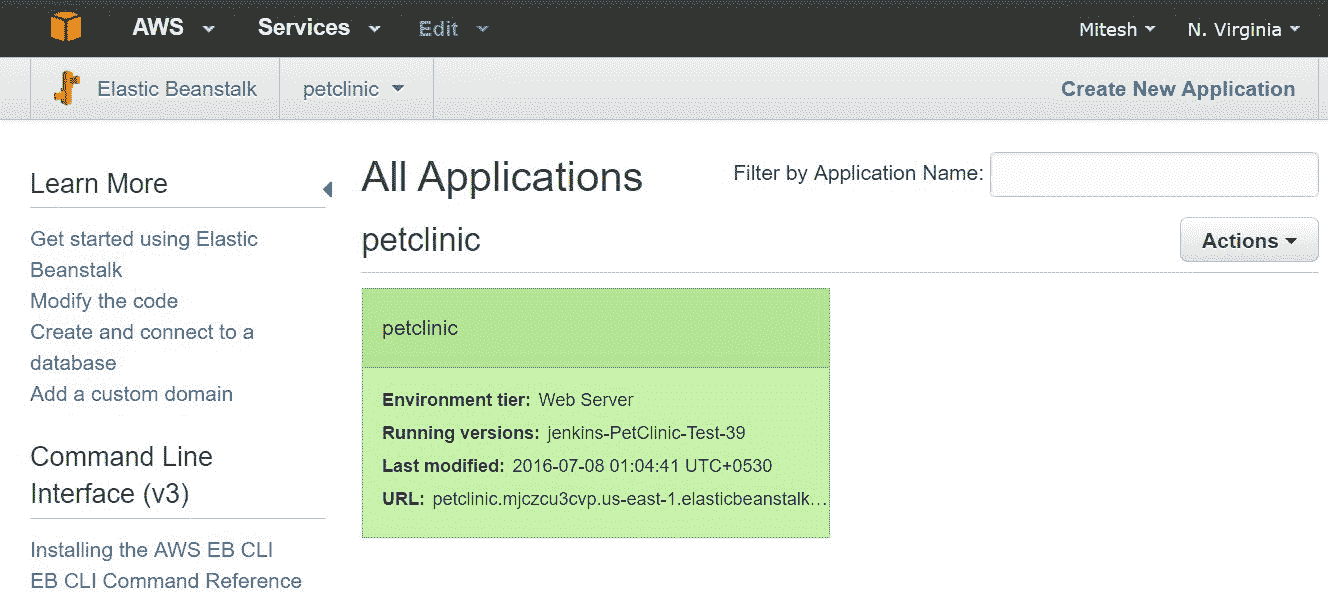 AWS Services Edit Mitesh N. Virginia
Elastic Beanstalk petclinic Create New Application
Learn More
Get started using Elastic
Beanstalk
Modify the code
Create and connect to a
database
Add a custom domain
Command Line
Interface (v3)
Installing the AWS EB CLI
EB CLI Command Reference
All Applications
Filter by Application Name:
petclinic
Actions
petclinic
Environment tier: Web Server
Running versions: jenkins-PetClinic-Test-39
Last modified: 2016-07-08 01:04:41 UTC+0530
URL: petclinic.mjczcu3cvp.us-east-1.elasticbeanstalk...